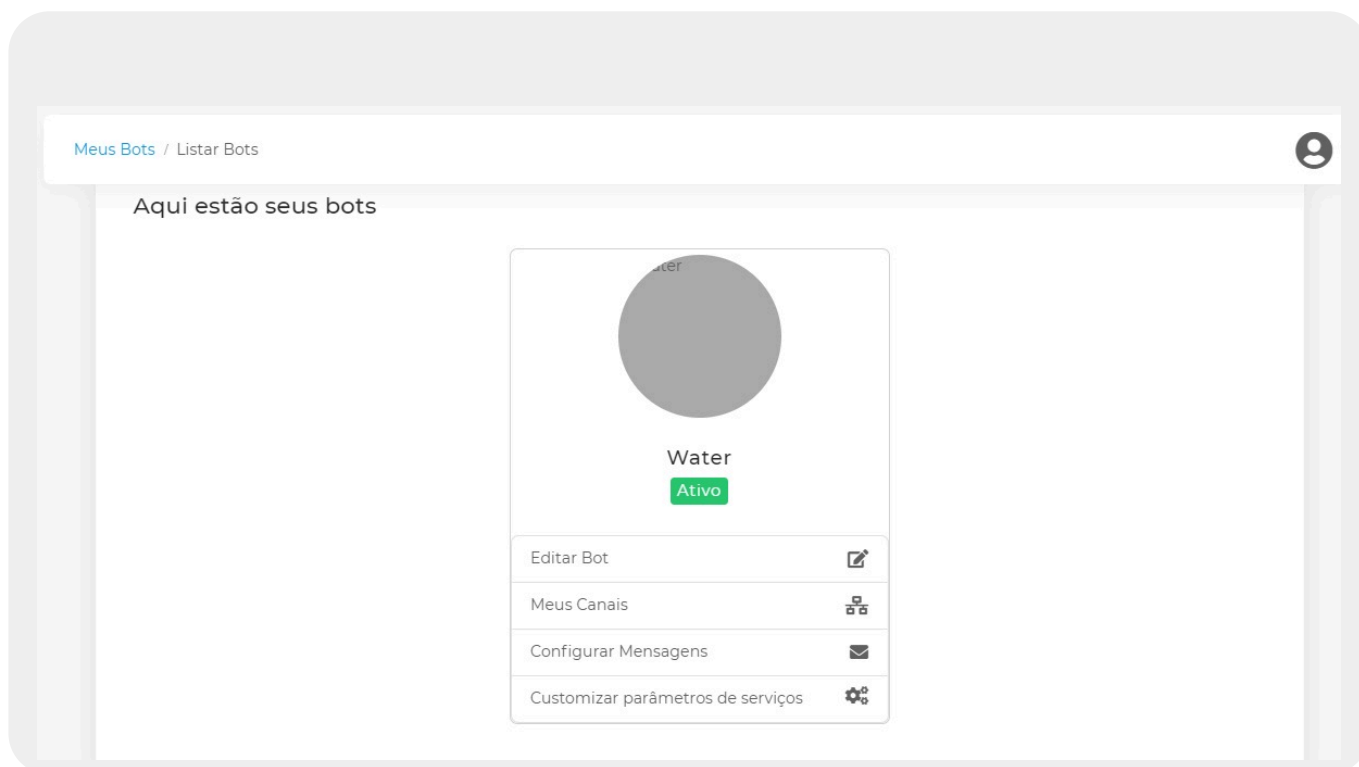 Meus Bots / Listar Bots
Aqui estão seus bots
Water
Ativo
Editar Bot
Meus Canais
Configurar Mensagens
Customizar parâmetros de serviços